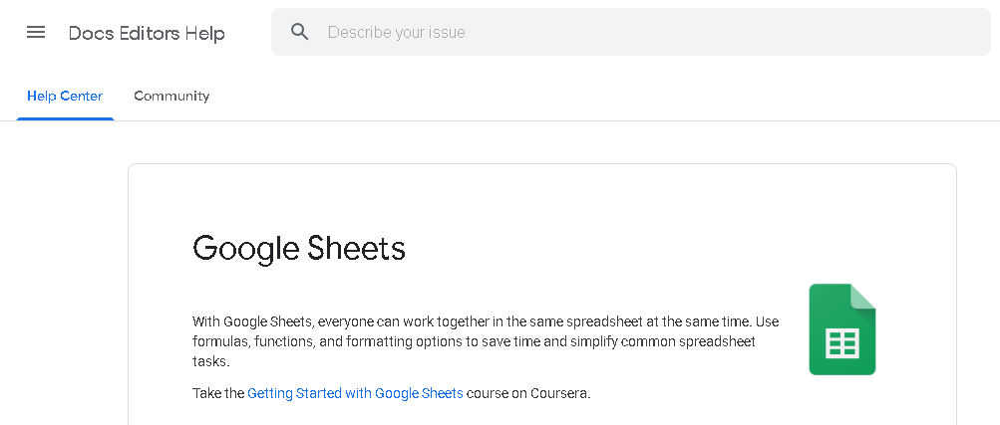 Docs Editors Help
Describe your issue
Help Center
Community
Google Sheets
With Google Sheets, everyone can work together in the same spreadsheet at the same time. Use
formulas, functions, and formatting options to save time and simplify common spreadsheet
tasks.
Take the Getting Started with Google Sheets course on Coursera.